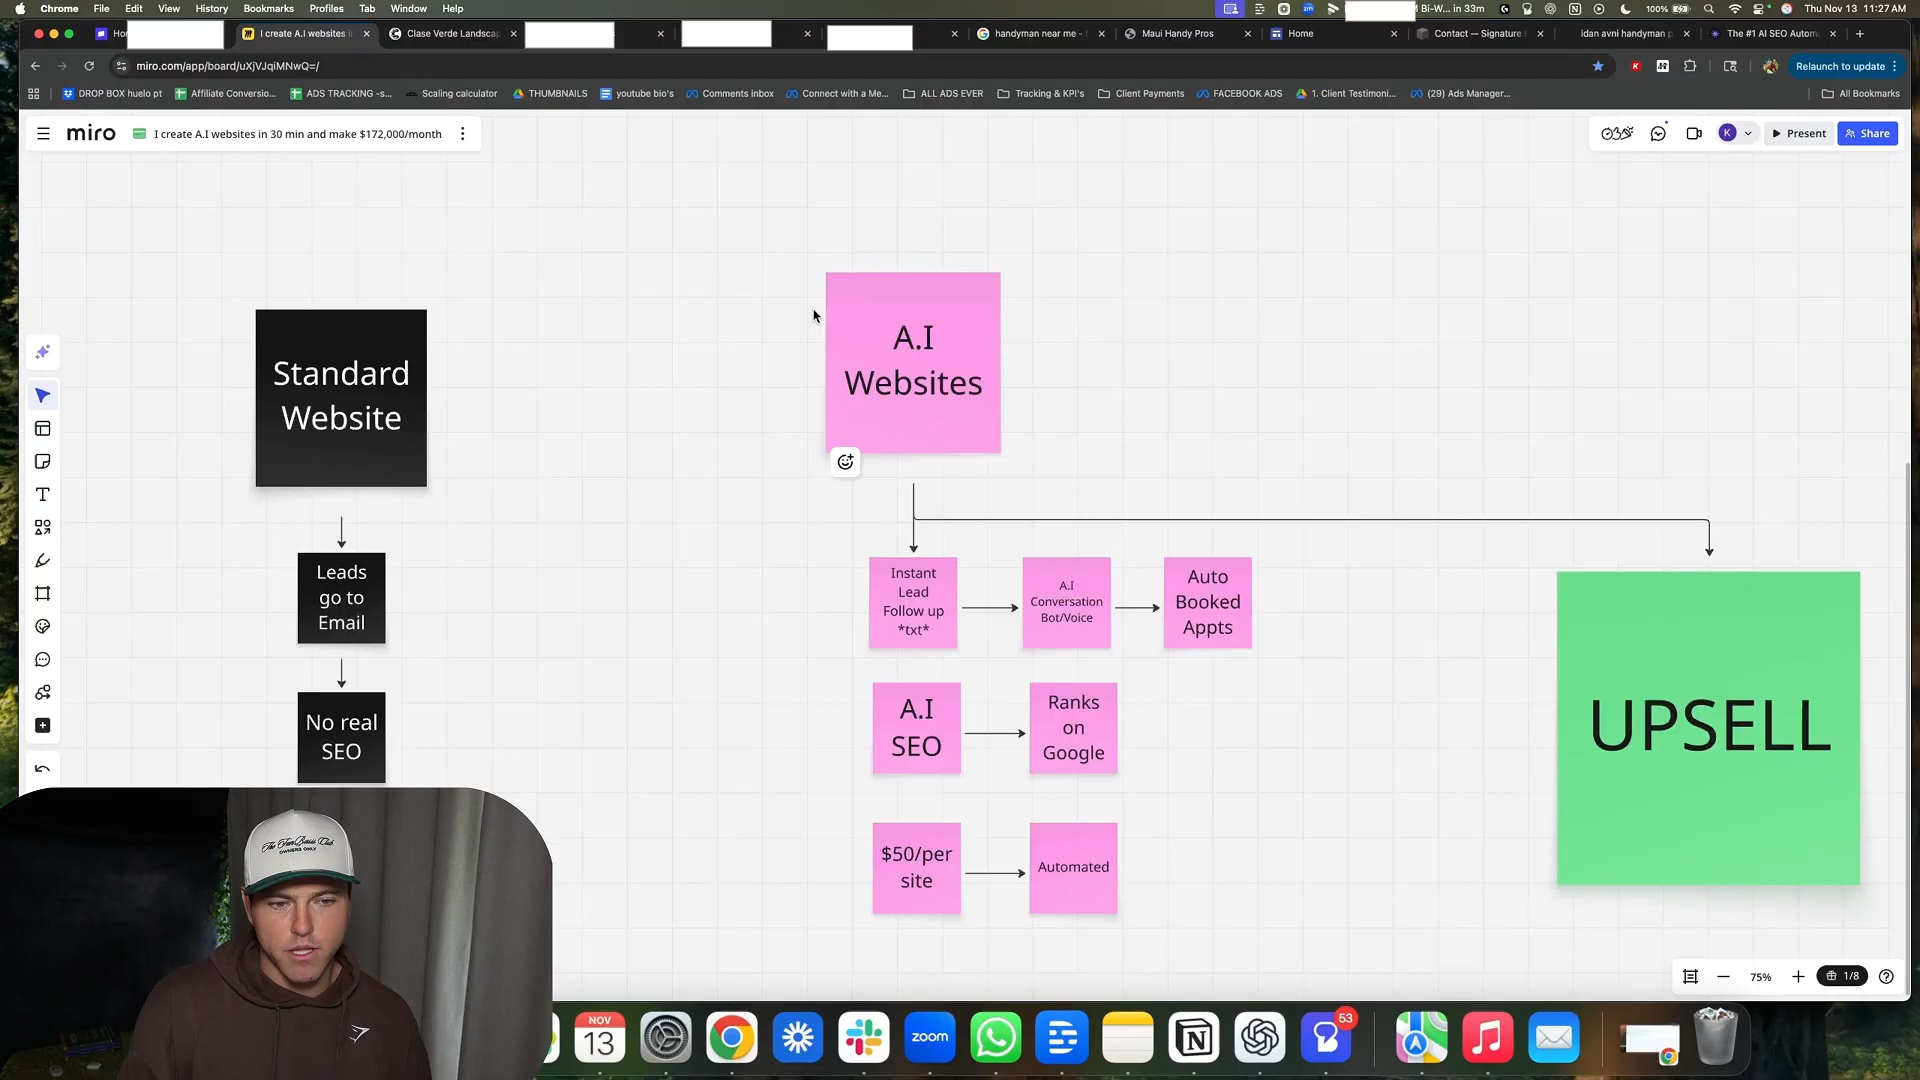 Chrome File Edit View History Bookmarks Profiles Tab Window Help
Bi-W... in 33m
100%
Thu Nov 13 11:27 AM
I create A.I websites i
Clase Verde Landscap
handyman near me -
Maui Handy Pros
Home
Contact — Signature
idan avni handyman p
The #1 AI SEO Autom
miro.com/app/board/uXjVJqiMNwQ=/
Relaunch to update
DROP BOX huelo pt
Affiliate Conversio...
ADS TRACKING -s...
Scaling calculator
THUMBNAILS
youtube bio's
Comments inbox
Connect with a Me...
ALL ADS EVER
Tracking & KPI's
Client Payments
FACEBOOK ADS
1. Client Testimoni...
(29) Ads Manager...
All Bookmarks
miro
I create A.I websites in 30 min and make $172,000/month
K
Present
Share
Standard
Website
Leads
go to
Email
No real
SEO
A.I
Websites
Instant
Lead
Follow up
*txt*
A.I
Conversation
Bot/Voice
Auto
Booked
Appts
A.I
SEO
Ranks
on
Google
$50/per
site
Automated
UPSELL
75%
1/8
OWNERS ONLY
NOV
13
zoom
53